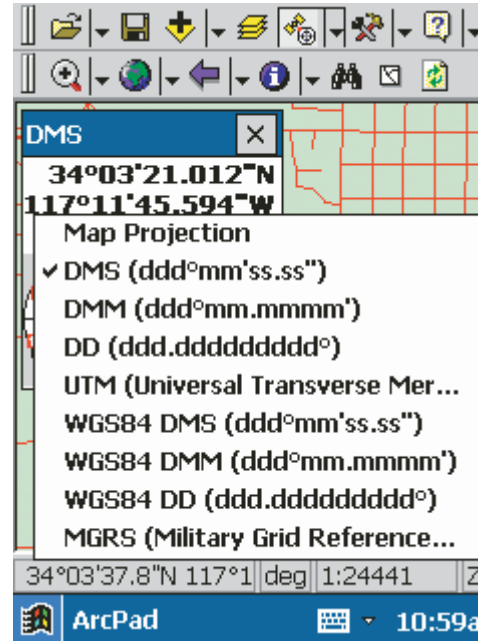 DMS
34°03'21.012"N
117°11'45.594"W
Map Projection
DMS (ddd°mm'ss.ss")
DMM (ddd°mm.mmmm')
DD (ddd.ddddddddd°)
UTM (Universal Transverse Mer...
WGS84 DMS (ddd°mm'ss.ss")
WGS84 DMM (ddd°mm.mmmm')
WGS84 DD (ddd.ddddddddd°)
MGRS (Military Grid Reference...
34°03'37.8"N 117°1 deg 1:24441 Z
ArcPad 10:59a